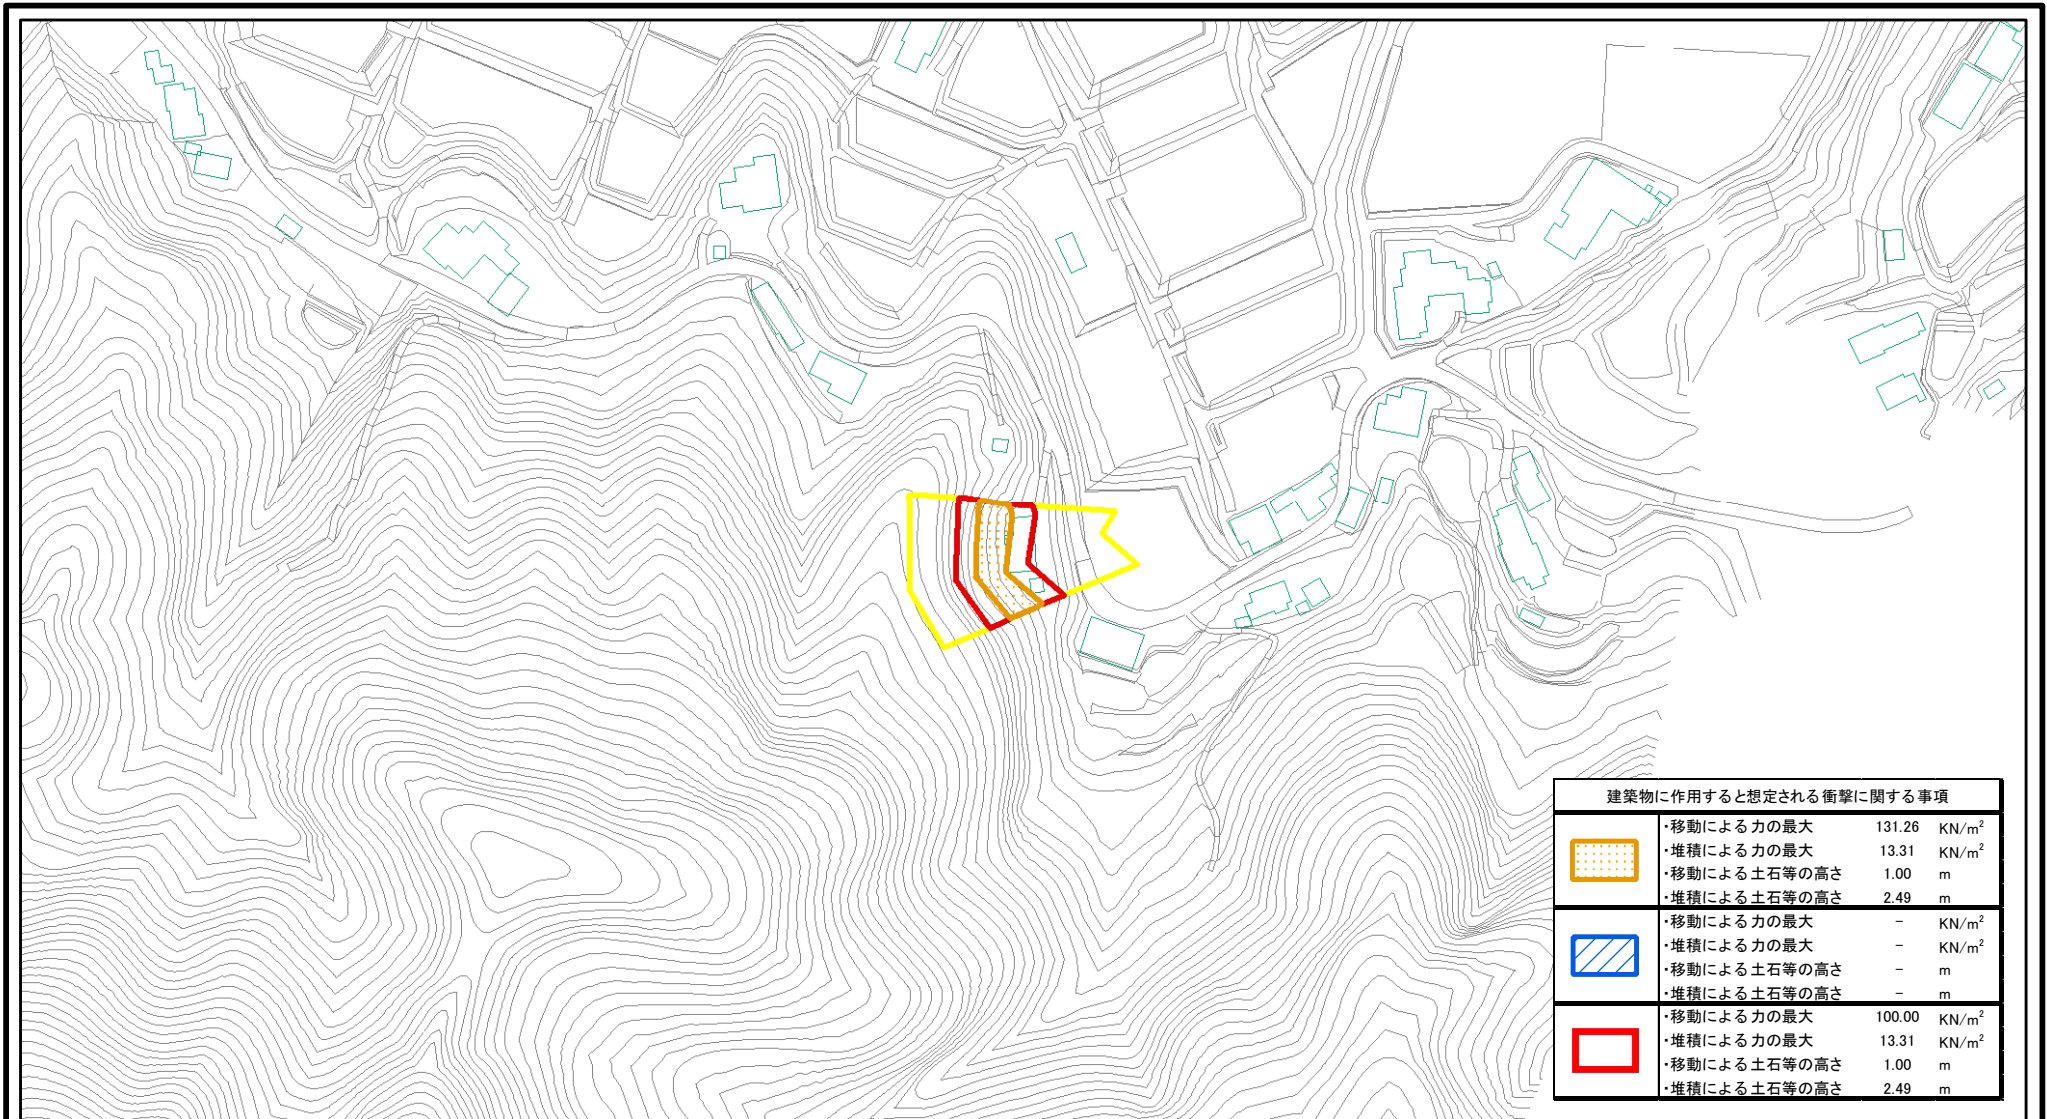 建築物に作用すると想定される衝撃に関する事項
・移動による力の最大 131.26 KN/m²
・堆積による力の最大 13.31 KN/m²
・移動による土石等の高さ 1.00 m
・堆積による土石等の高さ 2.49 m
・移動による力の最大 － KN/m²
・堆積による力の最大 － KN/m²
・移動による土石等の高さ － m
・堆積による土石等の高さ － m
・移動による力の最大 100.00 KN/m²
・堆積による力の最大 13.31 KN/m²
・移動による土石等の高さ 1.00 m
・堆積による土石等の高さ 2.49 m